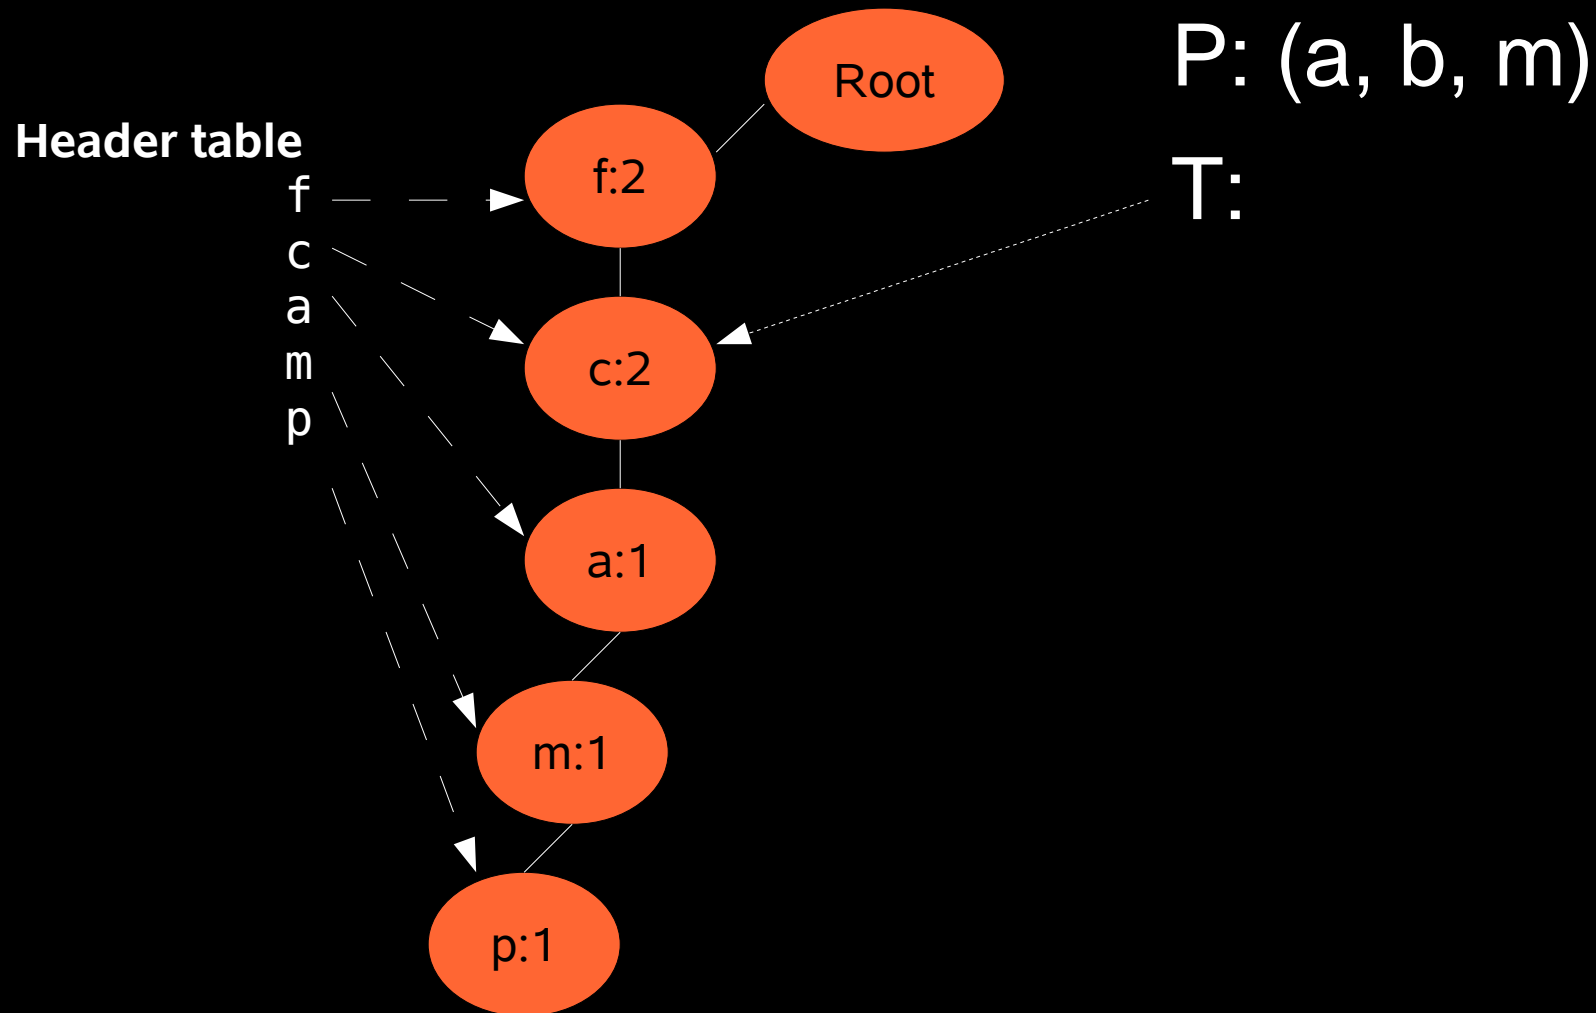 Root
P: (a, b, m)
Header table
f:2
f
T:
c
a
c:2
m
p
a:1
m:1
p:1